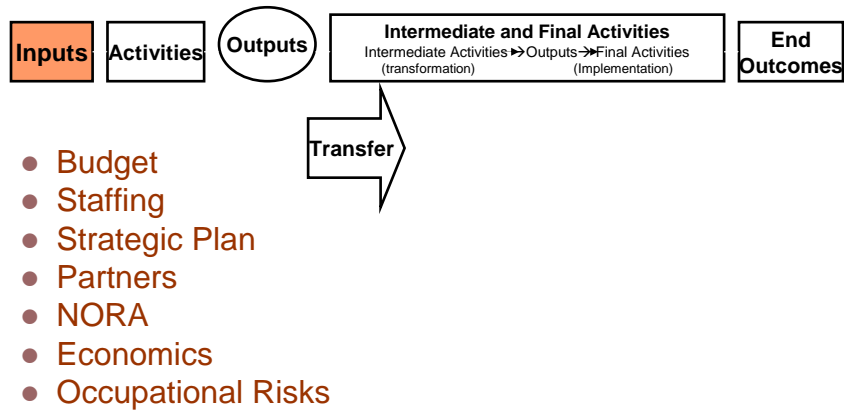 Inputs
Activities
Outputs
Intermediate and Final Activities
Intermediate Activities → Outputs → Final Activities
(transformation) (Implementation)
End
Outcomes
Transfer
• Budget
• Staffing
• Strategic Plan
• Partners
• NORA
• Economics
• Occupational Risks